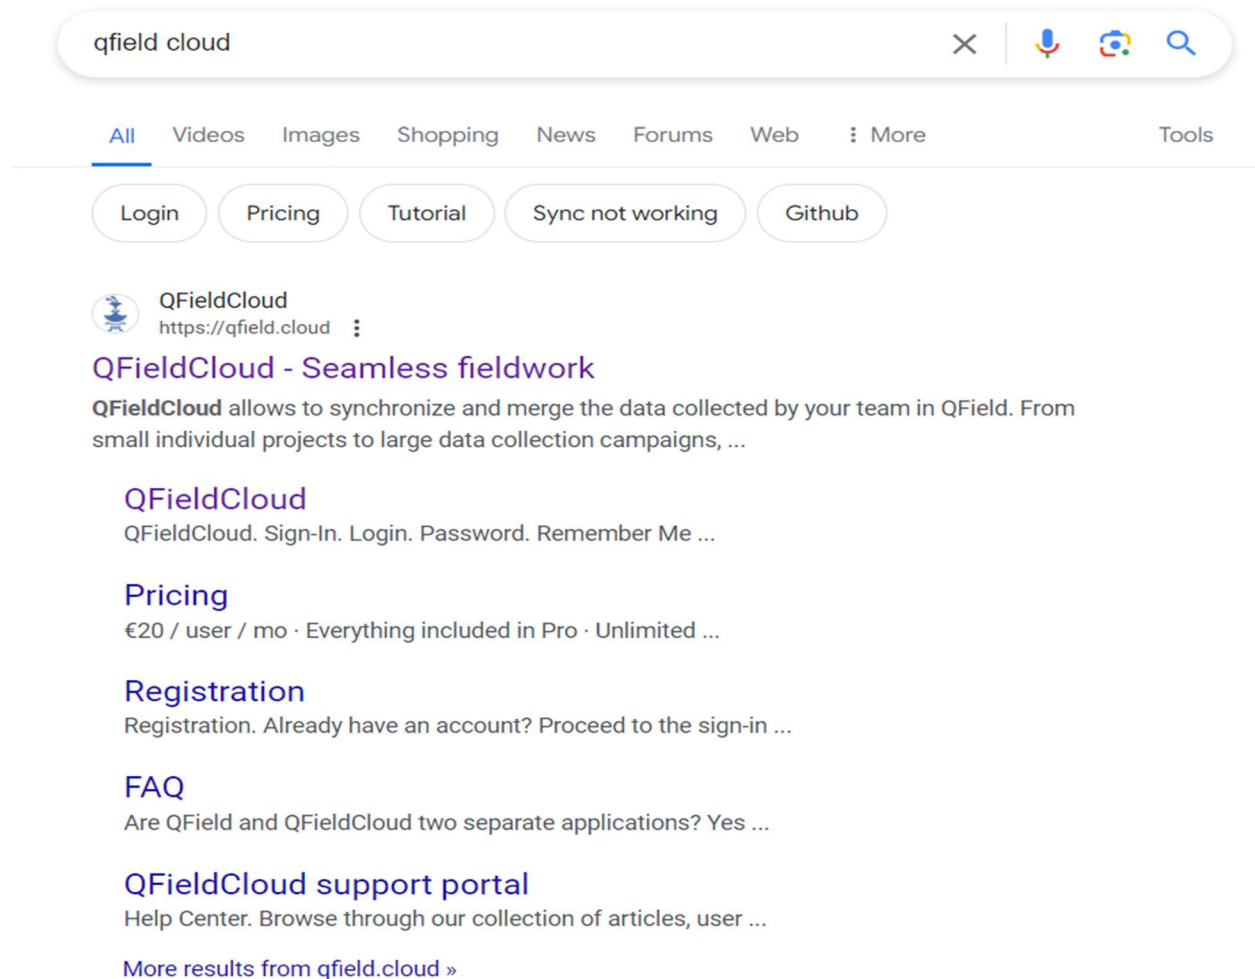 qfield cloud
All Videos Images Shopping News Forums Web More Tools
Login Pricing Tutorial Sync not working Github
QFieldCloud
https://qfield.cloud
QFieldCloud - Seamless fieldwork
QFieldCloud allows to synchronize and merge the data collected by your team in QField. From
small individual projects to large data collection campaigns, ...
QFieldCloud
QFieldCloud. Sign-In. Login. Password. Remember Me ...
Pricing
€20 / user / mo · Everything included in Pro · Unlimited ...
Registration
Registration. Already have an account? Proceed to the sign-in ...
FAQ
Are QField and QFieldCloud two separate applications? Yes ...
QFieldCloud support portal
Help Center. Browse through our collection of articles, user ...
More results from qfield.cloud »